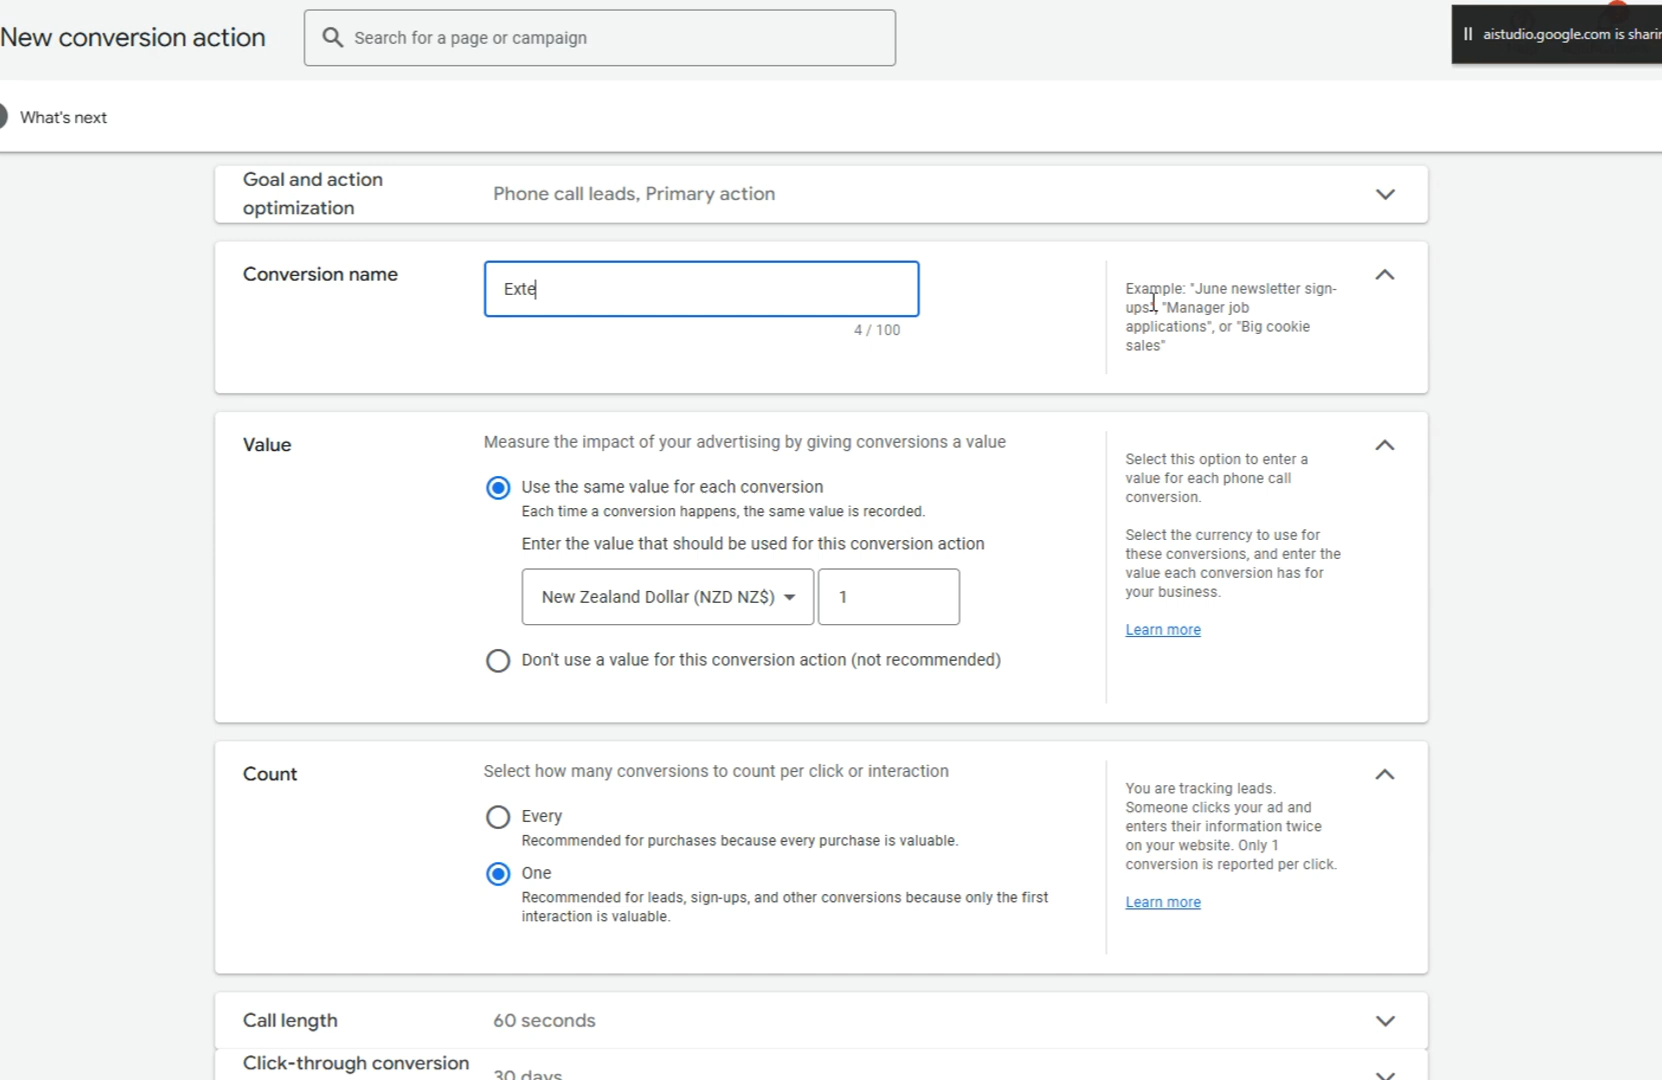 New conversion action
Search for a page or campaign
aistudio.google.com is
What's next
Goal and action
optimization
Phone call leads, Primary action
Conversion name
Exte
4 / 100
Example: "June newsletter sign-
ups", "Manager job
applications", or "Big cookie
sales"
Value
Measure the impact of your advertising by giving conversions a value
Use the same value for each conversion
Each time a conversion happens, the same value is recorded.
Enter the value that should be used for this conversion action
New Zealand Dollar (NZD NZ$)
1
Don't use a value for this conversion action (not recommended)
Select this option to enter a
value for each phone call
conversion.
Select the currency to use for
these conversions, and enter the
value each conversion has for
your business.
Learn more
Count
Select how many conversions to count per click or interaction
Every
Recommended for purchases because every purchase is valuable.
One
Recommended for leads, sign-ups, and other conversions because only the first
interaction is valuable.
You are tracking leads.
Someone clicks your ad and
enters their information twice
on your website. Only 1
conversion is reported per click.
Learn more
Call length
60 seconds
Click-through conversion
30 days